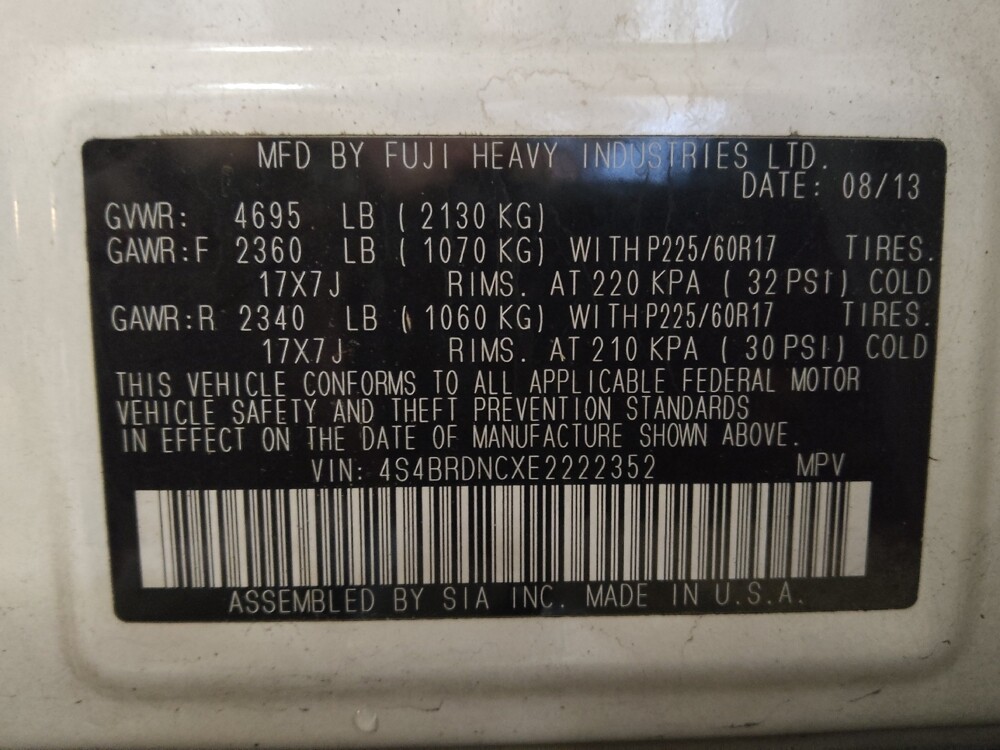 MFD BY FUJI HEAVY INDUSTRIES LTD.
DATE: 08/13
GVWR: 4695 LB ( 2130 KG)
GAWR:F 2360 LB ( 1070 KG) WITH P225/60R17 TIRES.
17X7J RIMS. AT 220 KPA ( 32 PSI) COLD
GAWR:R 2340 LB ( 1060 KG) WITH P225/60R17 TIRES.
17X7J RIMS. AT 210 KPA ( 30 PSI) COLD
THIS VEHICLE CONFORMS TO ALL APPLICABLE FEDERAL MOTOR
VEHICLE SAFETY AND THEFT PREVENTION STANDARDS
IN EFFECT ON THE DATE OF MANUFACTURE SHOWN ABOVE.
VIN: 4S4BRDNCXE2222352 MPV
ASSEMBLED BY SIA INC. MADE IN U.S.A.